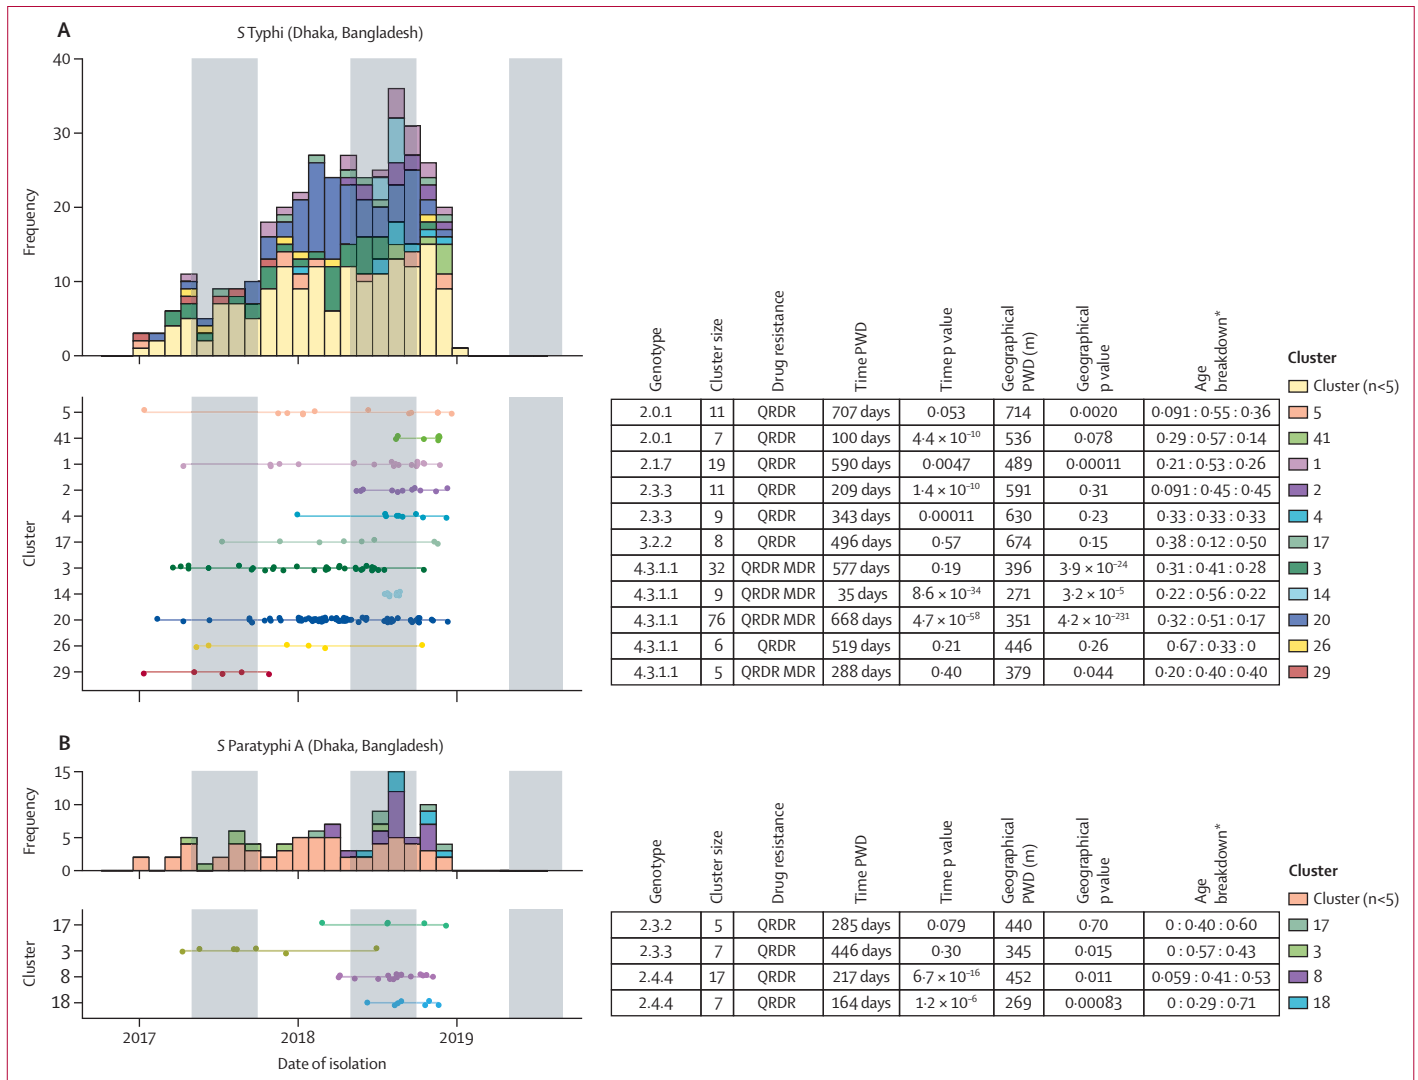 A
S Typhi (Dhaka, Bangladesh)
40
30
20
10
0
Frequency
Genotype
Cluster size
Drug resistance
Time PWD
Time p value
Geographical PWD (m)
Geographical p value
Age breakdown*
Cluster
Cluster (n<5)
Cluster
5
2·0.1 11 QRDR 707 days 0·053 714 0·0020 0·091 : 0·55 : 0·36
5
41
2.0.1 7 QRDR 100 days 4·4 × 10⁻¹⁰ 536 0·078 0·29 : 0·57 : 0·14
41
1
2.1.7 19 QRDR 590 days 0·0047 489 0·00011 0·21 : 0·53 : 0·26
1
2
2.3.3 11 QRDR 209 days 1·4 × 10⁻¹⁰ 591 0·31 0·091 : 0·45 : 0·45
2
4
2.3.3 9 QRDR 343 days 0·00011 630 0·23 0·33 : 0·33 : 0·33
4
17
3.2.2 8 QRDR 496 days 0·57 674 0·15 0·38 : 0·12 : 0·50
17
3
4.3.1.1 32 QRDR MDR 577 days 0·19 396 3·9 × 10⁻²⁴ 0·31 : 0·41 : 0·28
3
14
4.3.1.1 9 QRDR MDR 35 days 8·6 × 10⁻³⁴ 271 3·2 × 10⁻⁵ 0·22 : 0·56 : 0·22
14
20
4.3.1.1 76 QRDR MDR 668 days 4·7 × 10⁻⁵⁸ 351 4·2 × 10⁻²³¹ 0·32 : 0·51 : 0·17
20
26
4.3.1.1 6 QRDR 519 days 0·21 446 0·26 0·67 : 0·33 : 0
26
29
4.3.1.1 5 QRDR MDR 288 days 0·40 379 0·044 0·20 : 0·40 : 0·40
29
B
S Paratyphi A (Dhaka, Bangladesh)
15
10
5
0
Frequency
Genotype
Cluster size
Drug resistance
Time PWD
Time p value
Geographical PWD (m)
Geographical p value
Age breakdown*
Cluster
Cluster (n<5)
Cluster
17
2.3.2 5 QRDR 285 days 0·079 440 0·70 0 : 0·40 : 0·60
17
3
2.3.3 7 QRDR 446 days 0·30 345 0·015 0 : 0·57 : 0·43
3
8
2.4.4 17 QRDR 217 days 6·7 × 10⁻¹⁶ 452 0·011 0·059 : 0·41 : 0·53
8
18
2.4.4 7 QRDR 164 days 1·2 × 10⁻⁶ 269 0·00083 0 : 0·29 : 0·71
18
2017 2018 2019
Date of isolation